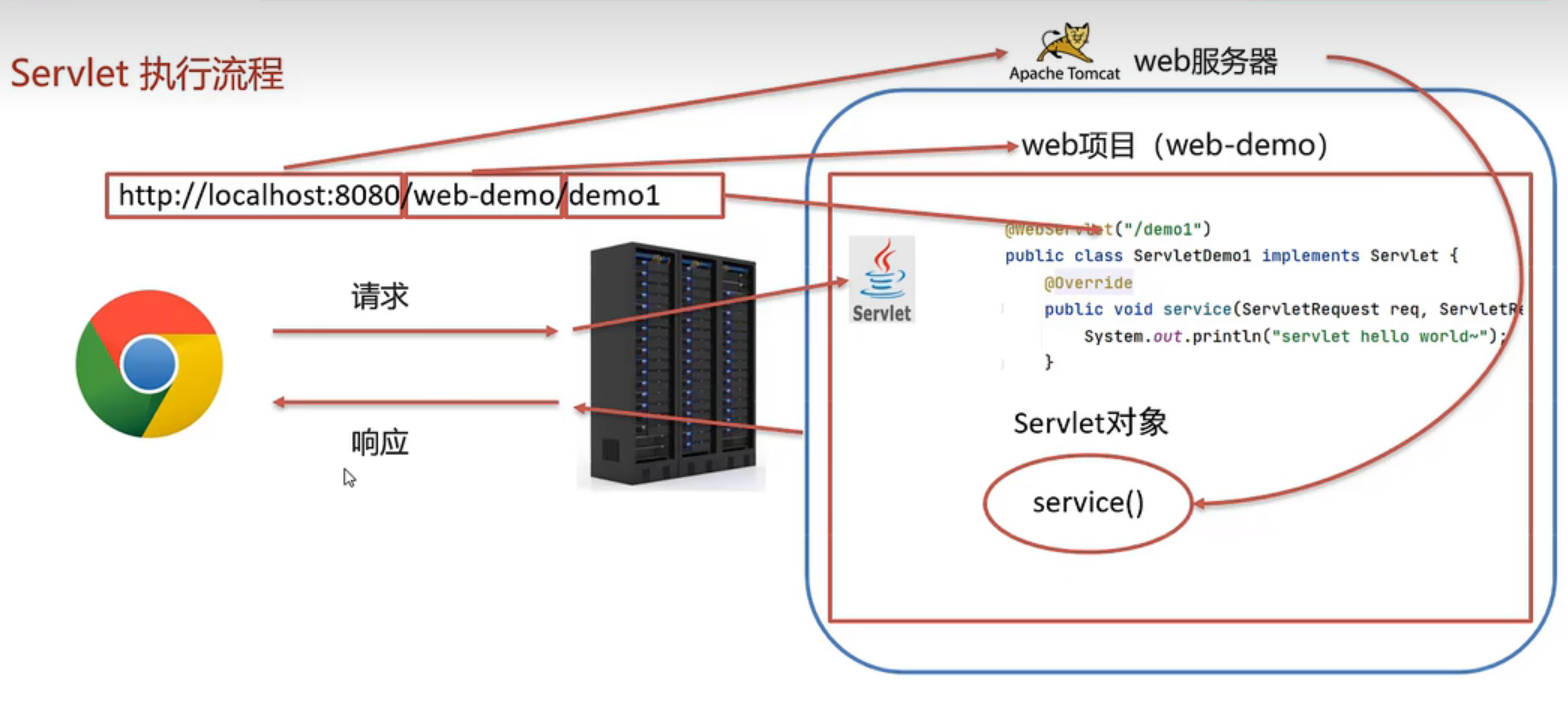 Servlet 执行流程
Apache Tomcat
web服务器
web项目（web-demo）
http://localhost:8080/web-demo/demo1
@WebServlet("/demo1")
public class ServletDemo1 implements Servlet {
@Override
public void service(ServletRequest req, ServletRe
System.out.println("servlet hello world~");
}
Servlet
请求
响应
Servlet对象
service()